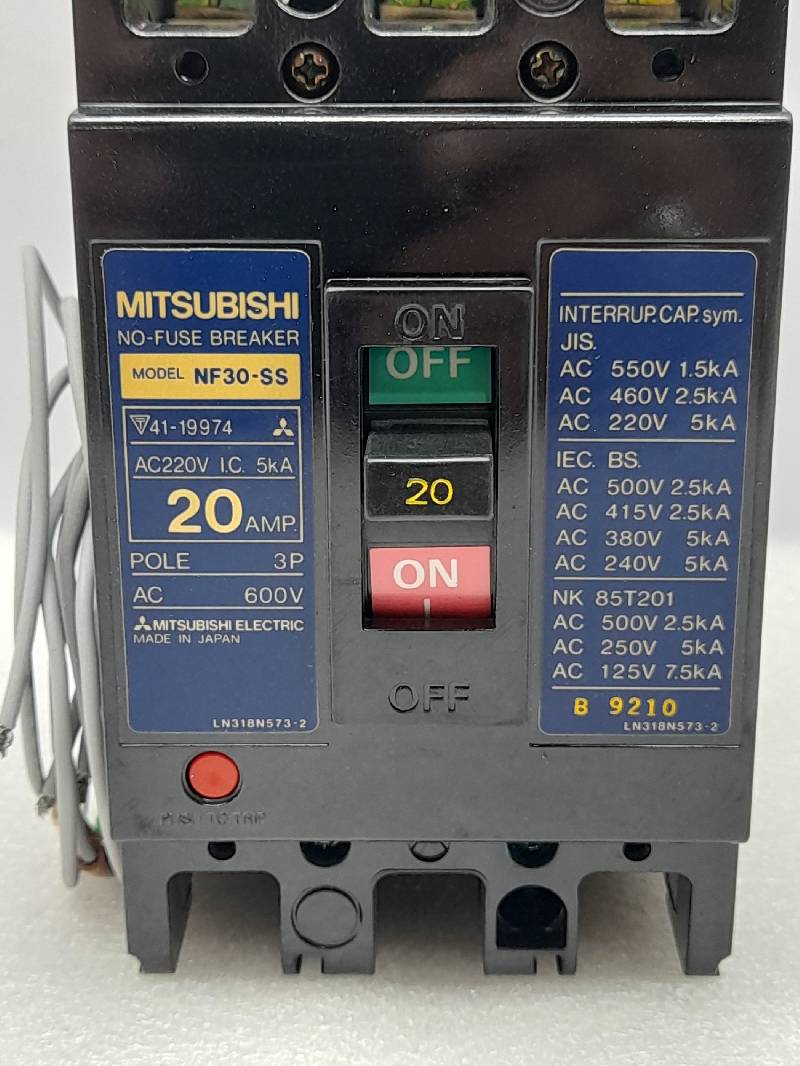 MITSUBISHI
NO-FUSE BREAKER
MODEL NF30-SS
41-19974
AC220V I.C. 5kA
20 AMP.
POLE 3P
AC 600V
MITSUBISHI ELECTRIC
MADE IN JAPAN
LN318N573-2
ON
OFF
20
ON
OFF
INTERRUP.CAP.sym.
JIS.
AC 550V 1.5kA
AC 460V 2.5kA
AC 220V 5kA
IEC. BS.
AC 500V 2.5kA
AC 415V 2.5kA
AC 380V 5kA
AC 240V 5kA
NK 85T201
AC 500V 2.5kA
AC 250V 5kA
AC 125V 7.5kA
B 9210
LN318N573-2
PUSH TO TRIP